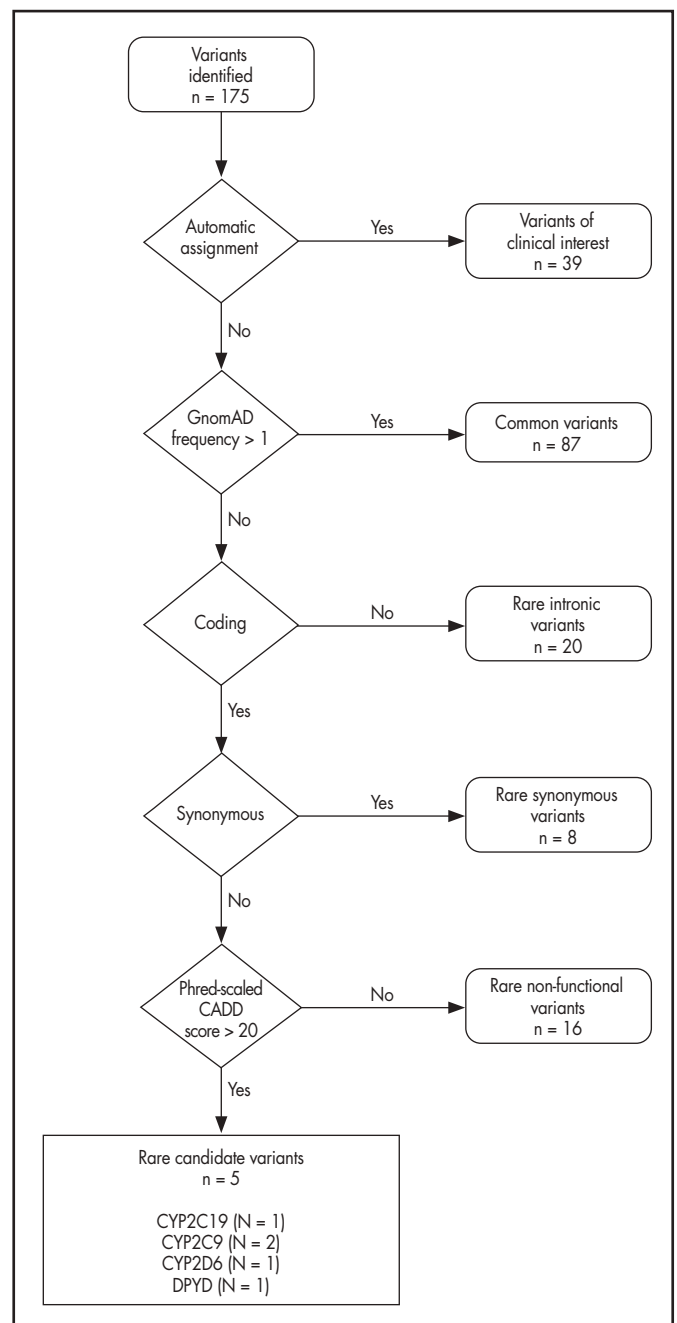 Variants
identified
n = 175
Automatic
assignment
Yes
Variants of
clinical interest
n = 39
No
GnomAD
frequency > 1
Yes
Common variants
n = 87
No
Coding
No
Rare intronic
variants
n = 20
Yes
Synonymous
Yes
Rare synonymous
variants
n = 8
No
Phred-scaled
CADD
score > 20
No
Rare non-functional
variants
n = 16
Yes
Rare candidate variants
n = 5
CYP2C19 (N = 1)
CYP2C9 (N = 2)
CYP2D6 (N = 1)
DPYD (N = 1)